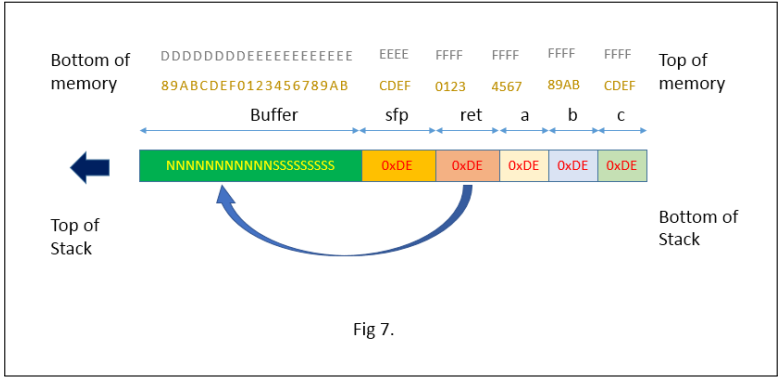 Bottom of memory
DDDDDDDDEEEEEEEEEEEE EEEE FFFF FFFF FFFF FFFF
Top of memory
89ABCDEF0123456789AB CDEF 0123 4567 89AB CDEF
Buffer sfp ret a b c
NNNNNNNNNNNSSSSSSSSS 0xDE 0xDE 0xDE 0xDE 0xDE
Top of Stack
Bottom of Stack
Fig 7.